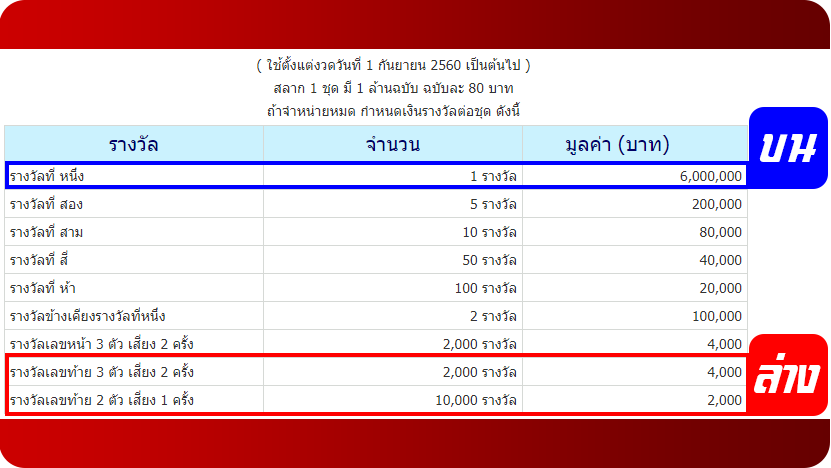 ( ใช้ตั้งแต่งวดวันที่ 1 กันยายน 2560 เป็นต้นไป )
สลาก 1 ชุด มี 1 ล้านฉบับ ฉบับละ 80 บาท
ถ้าจำหน่ายหมด กำหนดเงินรางวัลต่อชุด ดังนี้
รางวัล จำนวน มูลค่า (บาท)
บน
รางวัลที่ หนึ่ง 1 รางวัล 6,000,000
รางวัลที่ สอง 5 รางวัล 200,000
รางวัลที่ สาม 10 รางวัล 80,000
รางวัลที่ สี่ 50 รางวัล 40,000
รางวัลที่ ห้า 100 รางวัล 20,000
รางวัลข้างเคียงรางวัลที่หนึ่ง 2 รางวัล 100,000
รางวัลเลขหน้า 3 ตัว เสี่ยง 2 ครั้ง 2,000 รางวัล 4,000
รางวัลเลขท้าย 3 ตัว เสี่ยง 2 ครั้ง 2,000 รางวัล 4,000
ล่าง
รางวัลเลขท้าย 2 ตัว เสี่ยง 1 ครั้ง 10,000 รางวัล 2,000